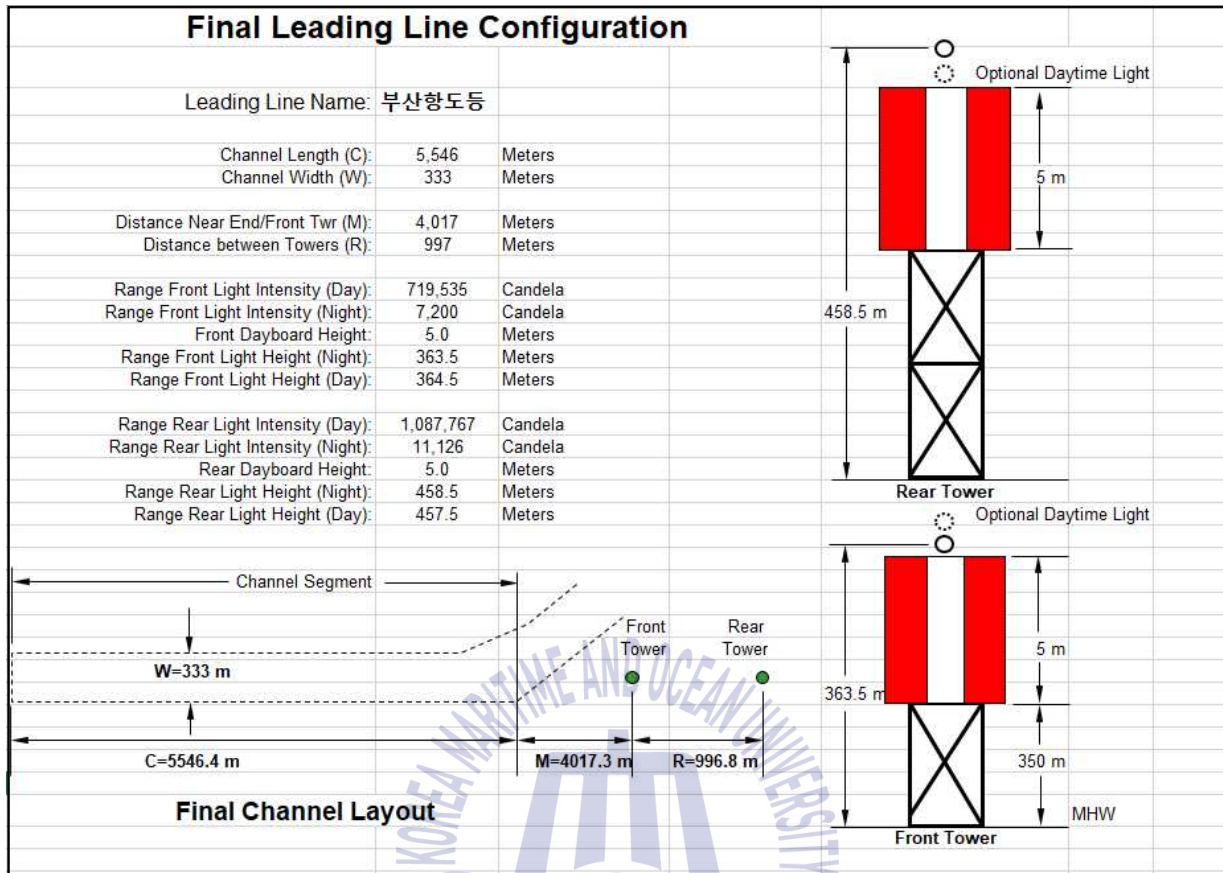 Final Leading Line Configuration
Leading Line Name: 부산항도등
Channel Length (C): 5,546 Meters
Channel Width (W): 333 Meters
Distance Near End/Front Twr (M): 4,017 Meters
Distance between Towers (R): 997 Meters
Range Front Light Intensity (Day): 719,535 Candela
Range Front Light Intensity (Night): 7,200 Candela
Front Dayboard Height: 5.0 Meters
Range Front Light Height (Night): 363.5 Meters
Range Front Light Height (Day): 364.5 Meters
Range Rear Light Intensity (Day): 1,087,767 Candela
Range Rear Light Intensity (Night): 11,126 Candela
Rear Dayboard Height: 5.0 Meters
Range Rear Light Height (Night): 458.5 Meters
Range Rear Light Height (Day): 457.5 Meters
Optional Daytime Light
5 m
458.5 m
Rear Tower
Optional Daytime Light
5 m
363.5 m
350 m
MHW
Front Tower
Channel Segment
Front
Tower
Rear
Tower
W=333 m
C=5546.4 m
M=4017.3 m
R=996.8 m
Final Channel Layout
KOREA MARITIME AND OCEAN UNIVERSITY